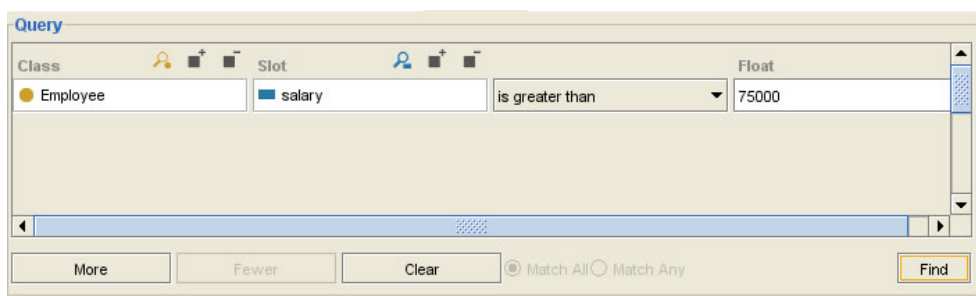 Query
Class Slot Float
Employee salary is greater than 75000
More Fewer Clear Match All Match Any Find